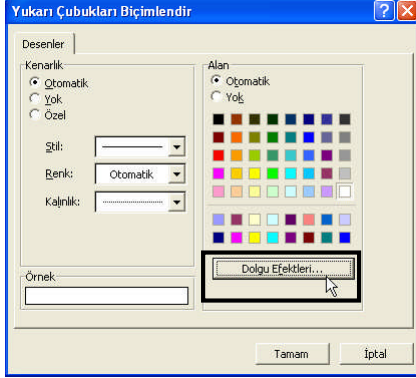 Yukarı Çubukları Biçimlendir
Desenler
Kenarlık
Otomatik
Yok
Özel
Stil:
Renk: Otomatik
Kalınlık:
Örnek
Alan
Otomatik
Yok
Dolgu Efektleri...
Tamam İptal